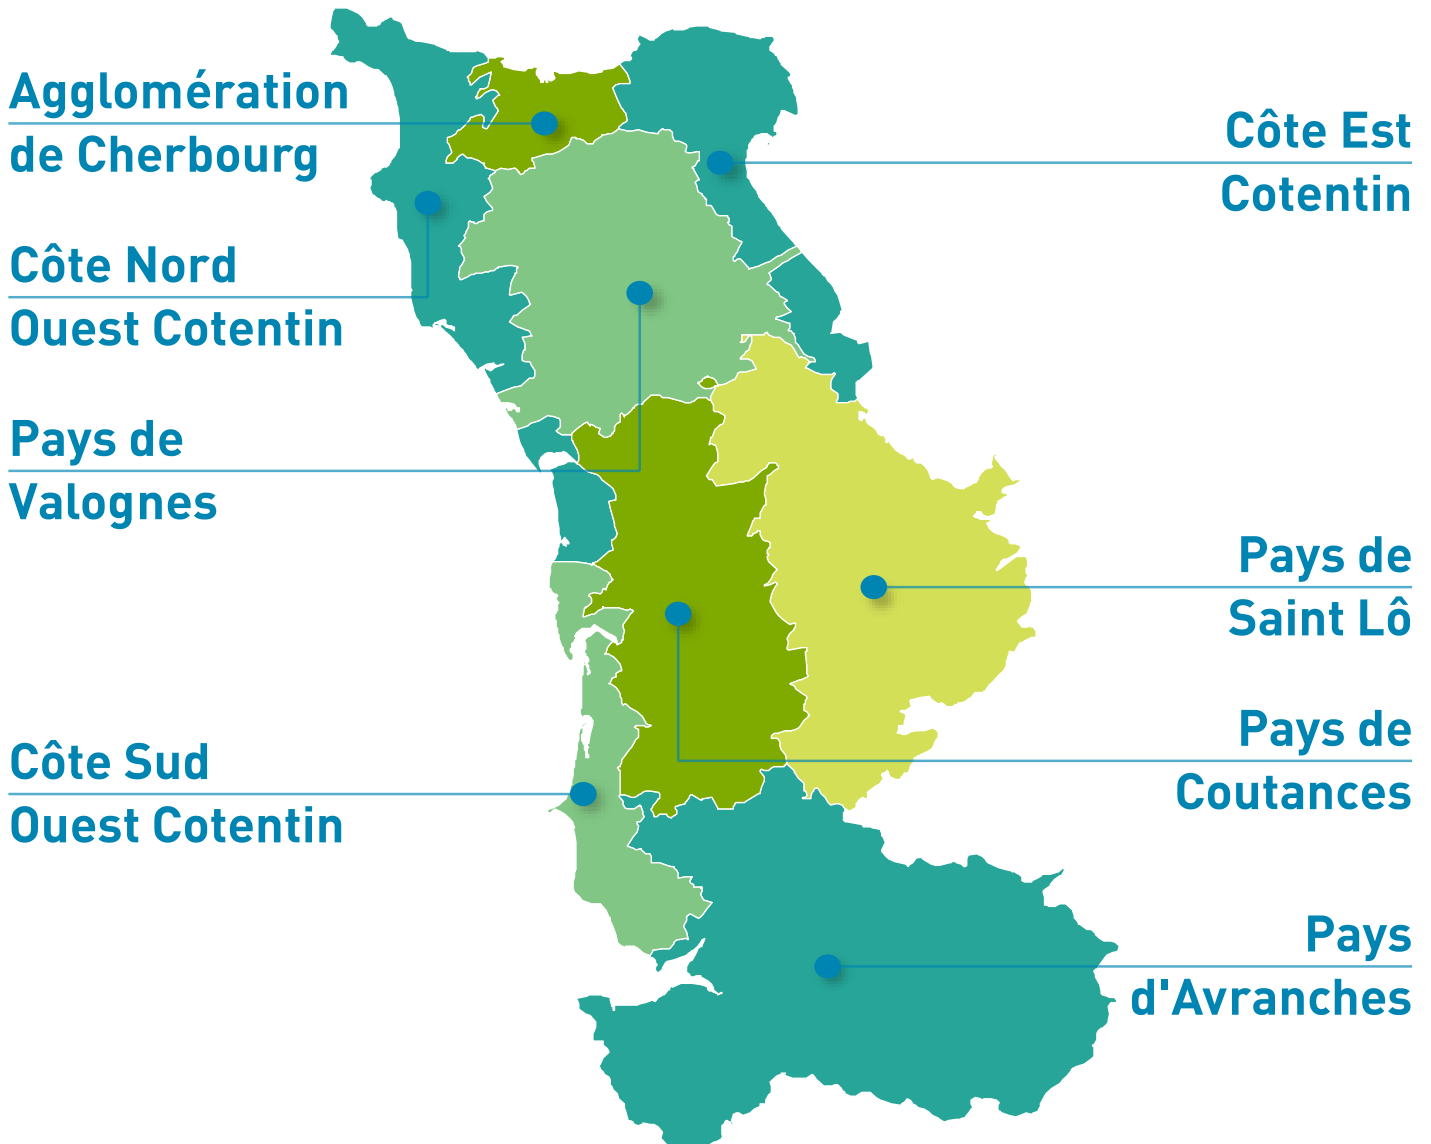 Agglomération
de Cherbourg
Côte Nord
Ouest Cotentin
Pays de
Valognes
Côte Sud
Ouest Cotentin
Côte Est
Cotentin
Pays de
Saint Lô
Pays de
Coutances
Pays
d'Avranches